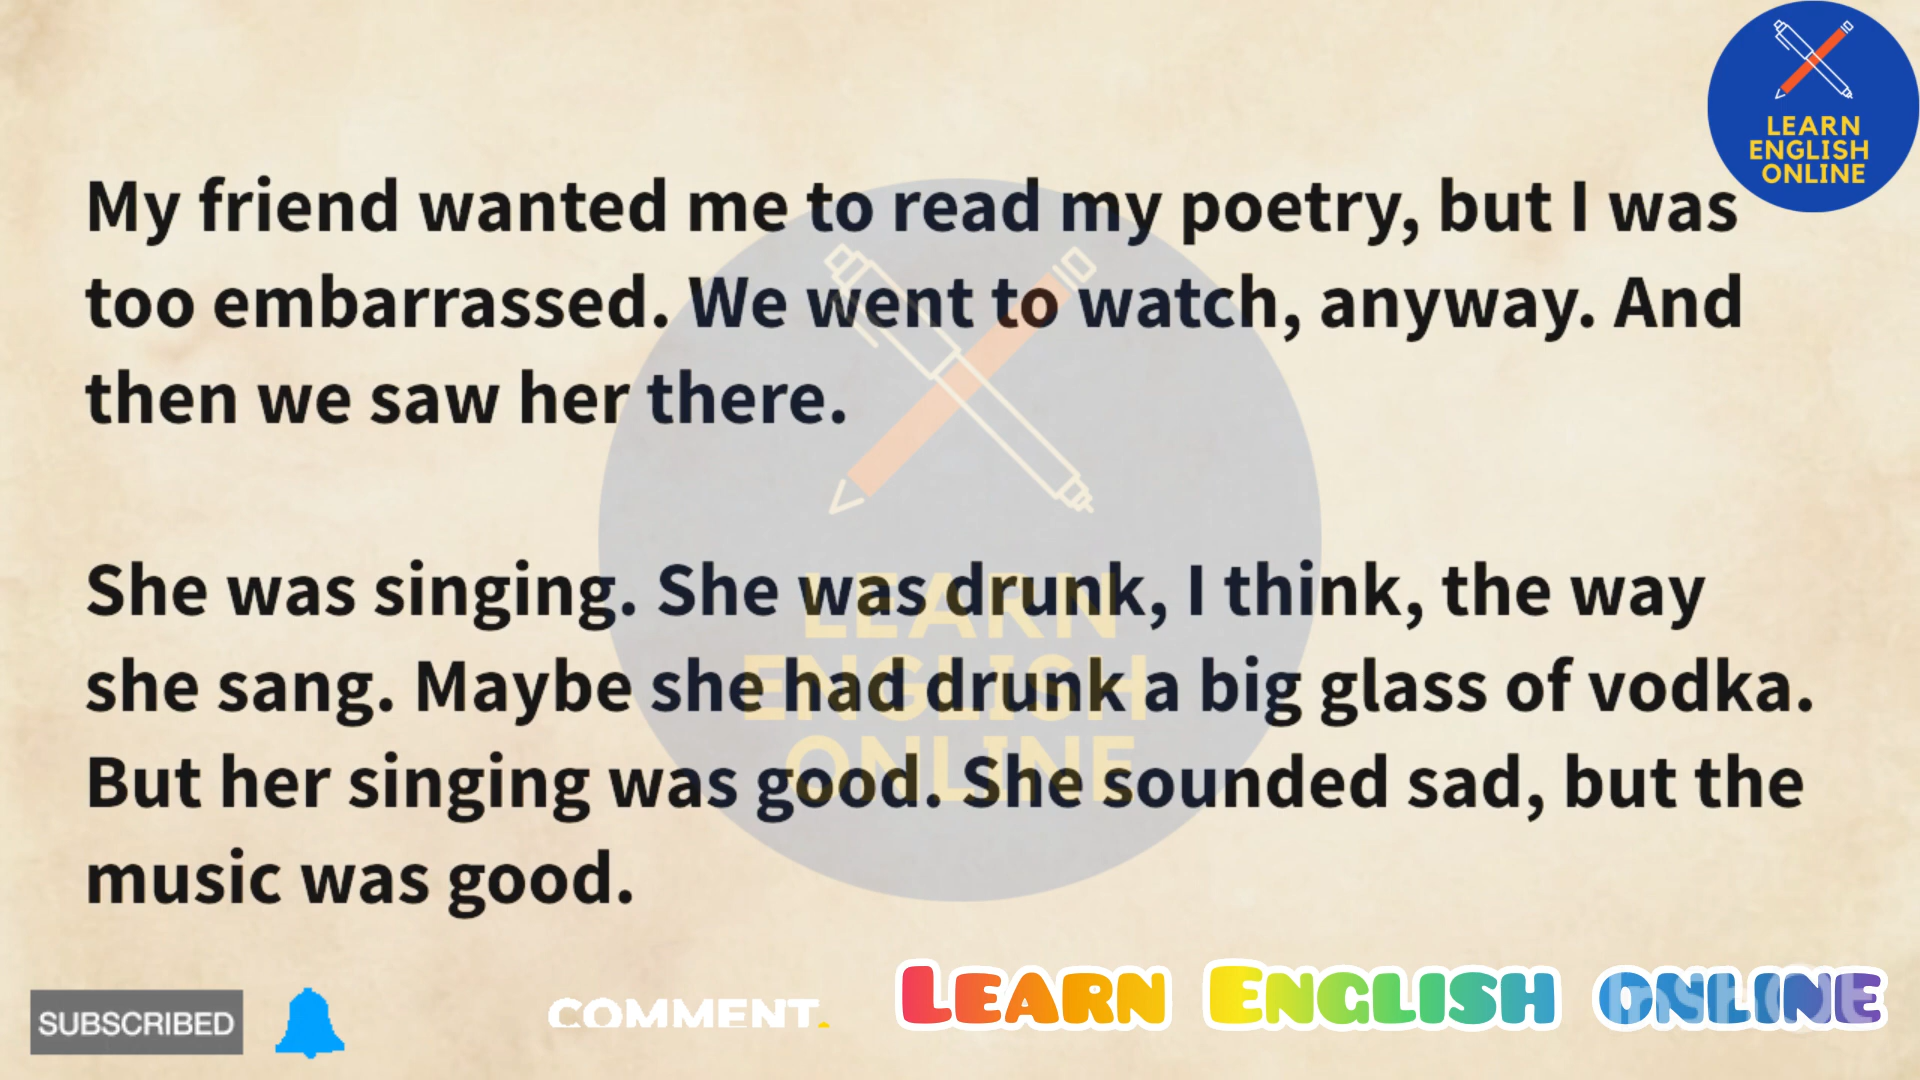 LEARN
ENGLISH
ONLINE
My friend wanted me to read my poetry, but I was
too embarrassed. We went to watch, anyway. And
then we saw her there.
She was singing. She was drunk, I think, the way
she sang. Maybe she had drunk a big glass of vodka.
But her singing was good. She sounded sad, but the
music was good.
LEARN
ENGLISH
ONLINE
SUBSCRIBED
COMMENT.
LEARN ENGLISH ONLINE
InShot